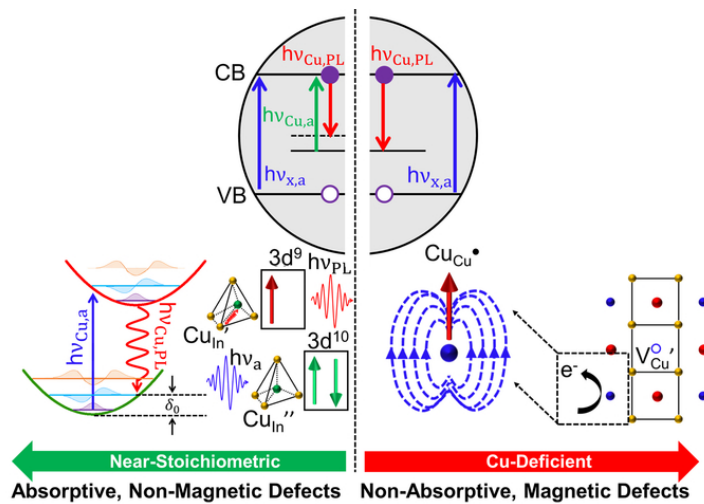 hνCu,PL hνCu,PL
CB
hνCu,a
hνx,a hνx,a
VB
3d⁹ hνPL
CuIn'
hνCu,a
hνCu,PL
δ₀
hνa
3d¹⁰
CuIn''
CuCu•
e-
VCu'
Near-Stoichiometric
Cu-Deficient
Absorptive, Non-Magnetic Defects
Non-Absorptive, Magnetic Defects